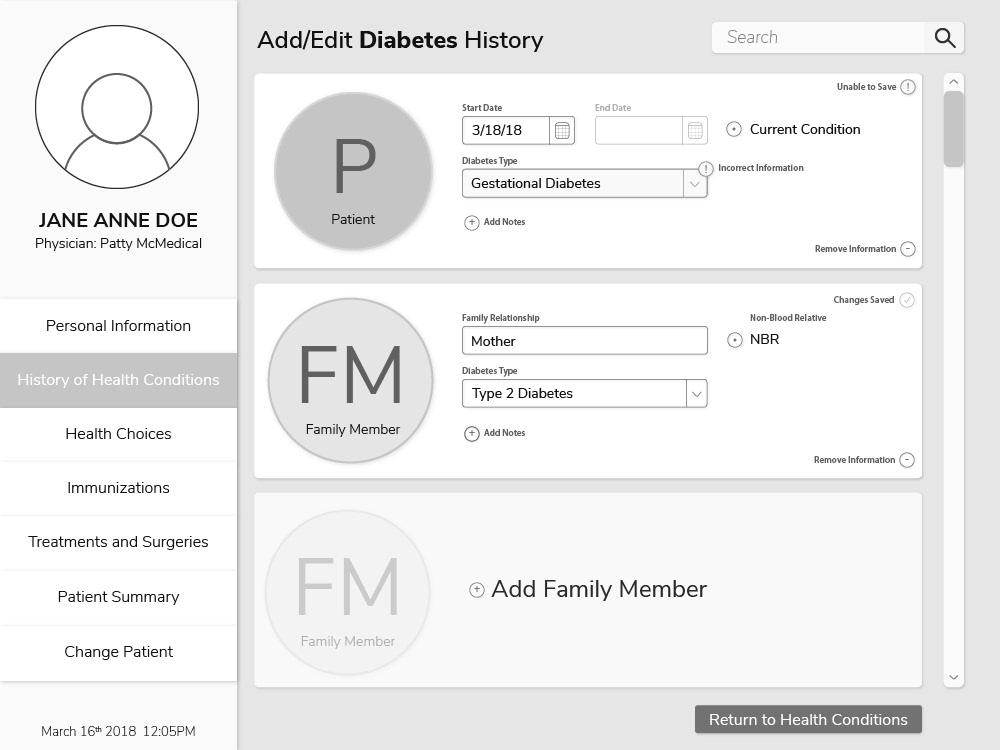 JANE ANNE DOE
Physician: Patty McMedical
Personal Information
History of Health Conditions
Health Choices
Immunizations
Treatments and Surgeries
Patient Summary
Change Patient
March 16th 2018 12:05PM
Add/Edit Diabetes History
Search
Unable to Save !
P
Patient
Start Date
End Date
3/18/18
Current Condition
Diabetes Type
! Incorrect Information
Gestational Diabetes
+ Add Notes
Remove Information -
Changes Saved
FM
Family Member
Family Relationship
Non-Blood Relative
Mother
NBR
Diabetes Type
Type 2 Diabetes
+ Add Notes
Remove Information -
FM
Family Member
+ Add Family Member
Return to Health Conditions